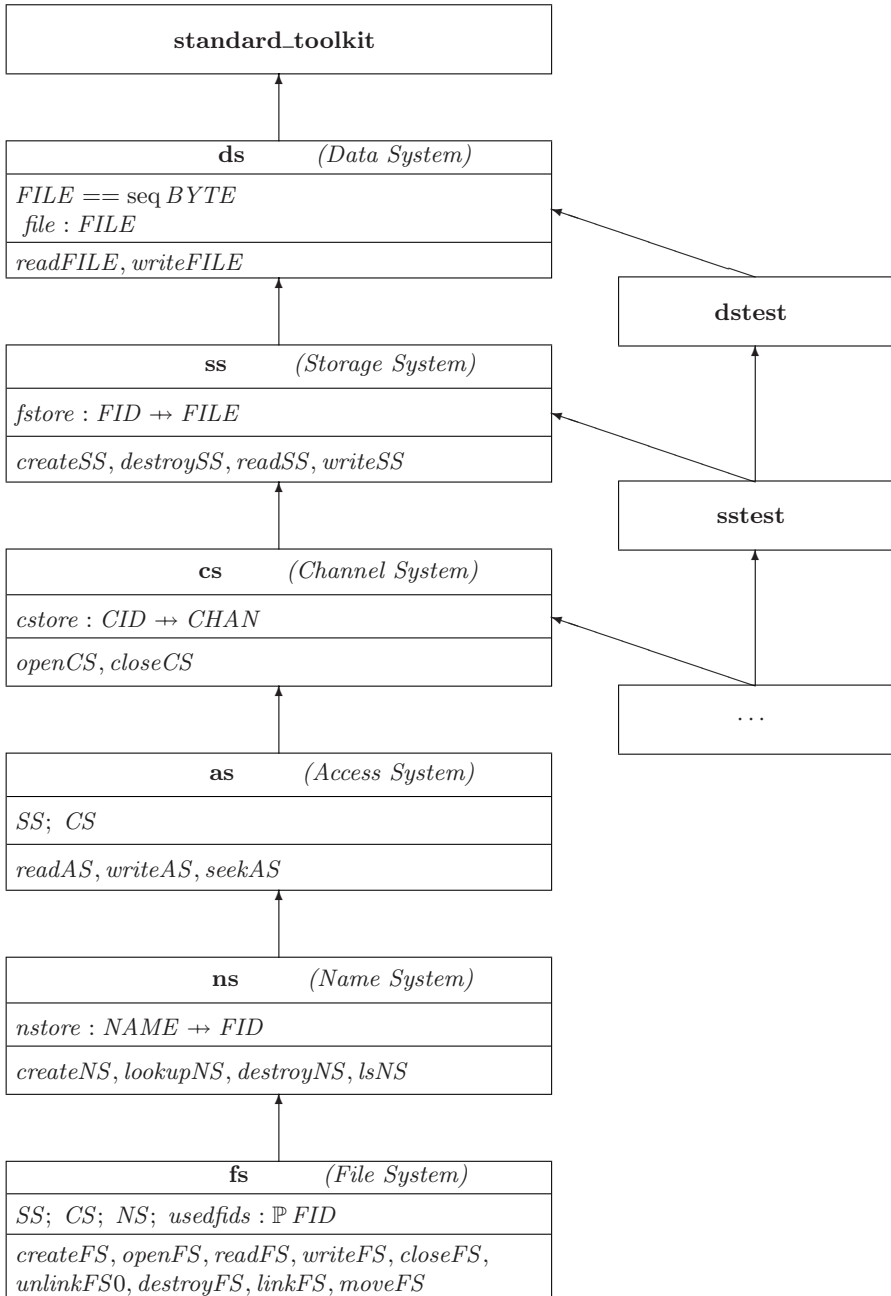 standard_toolkit
ds (Data System)
FILE == seq BYTE
file : FILE
readFILE, writeFILE
dstest
ss (Storage System)
fstore : FID ⇸ FILE
createSS, destroySS, readSS, writeSS
sstest
cs (Channel System)
cstore : CID ⇸ CHAN
openCS, closeCS
...
as (Access System)
SS; CS
readAS, writeAS, seekAS
ns (Name System)
nstore : NAME ⇸ FID
createNS, lookupNS, destroyNS, lsNS
fs (File System)
SS; CS; NS; usedfids : ℙ FID
createFS, openFS, readFS, writeFS, closeFS,
unlinkFS0, destroyFS, linkFS, moveFS